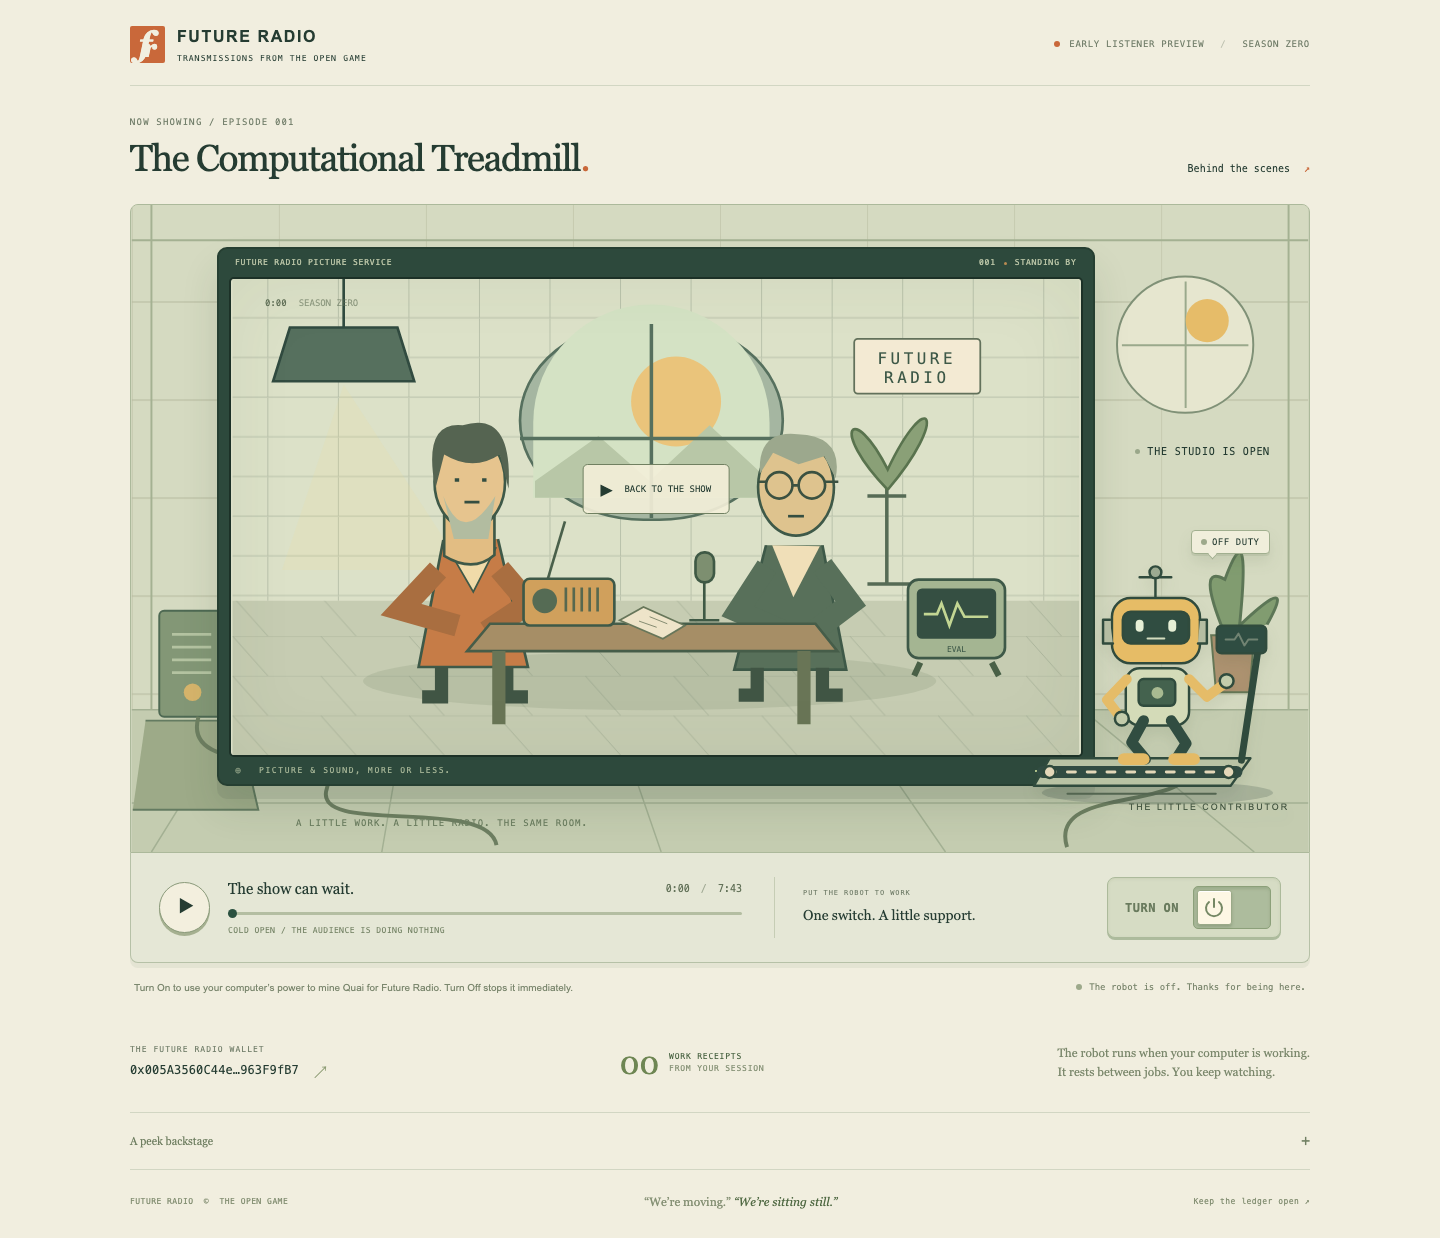 f FUTURE RADIO
TRANSMISSIONS FROM THE OPEN GAME
EARLY LISTENER PREVIEW / SEASON ZERO
NOW SHOWING / EPISODE 001
The Computational Treadmill.
Behind the scenes ↗
FUTURE RADIO PICTURE SERVICE
001 • STANDING BY
0:00 SEASON ZERO
FUTURE
RADIO
THE STUDIO IS OPEN
▶ BACK TO THE SHOW
OFF DUTY
EVAL
PICTURE & SOUND, MORE OR LESS.
THE LITTLE CONTRIBUTOR
A LITTLE WORK. A LITTLE RADIO. THE SAME ROOM.
The show can wait.
0:00 / 7:43
COLD OPEN / THE AUDIENCE IS DOING NOTHING
PUT THE ROBOT TO WORK
One switch. A little support.
TURN ON
Turn On to use your computer's power to mine Quai for Future Radio. Turn Off stops it immediately.
The robot is off. Thanks for being here.
THE FUTURE RADIO WALLET
0x005A3560C44e…963F9fB7 ↗
00
WORK RECEIPTS
FROM YOUR SESSION
The robot runs when your computer is working.
It rests between jobs. You keep watching.
A peek backstage +
FUTURE RADIO © THE OPEN GAME
“We're moving.” “We're sitting still.”
Keep the ledger open ↗